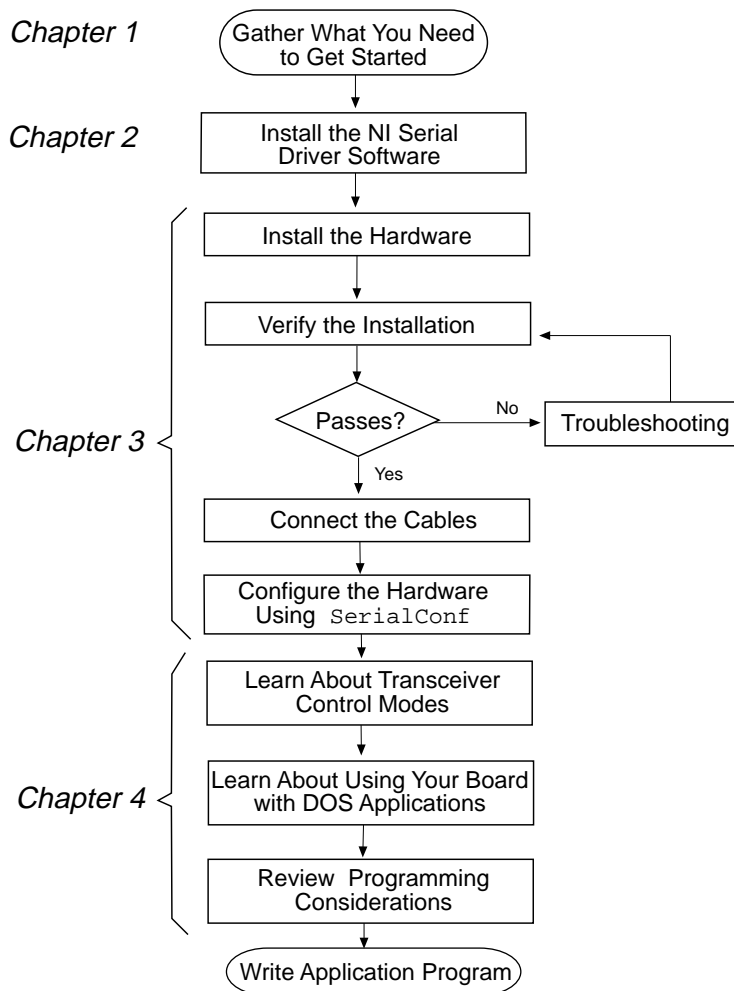 Chapter 1
Gather What You Need
to Get Started
Chapter 2
Install the NI Serial
Driver Software
Chapter 3
Install the Hardware
Verify the Installation
Passes?
No
Troubleshooting
Yes
Connect the Cables
Configure the Hardware
Using SerialConf
Chapter 4
Learn About Transceiver
Control Modes
Learn About Using Your Board
with DOS Applications
Review Programming
Considerations
Write Application Program